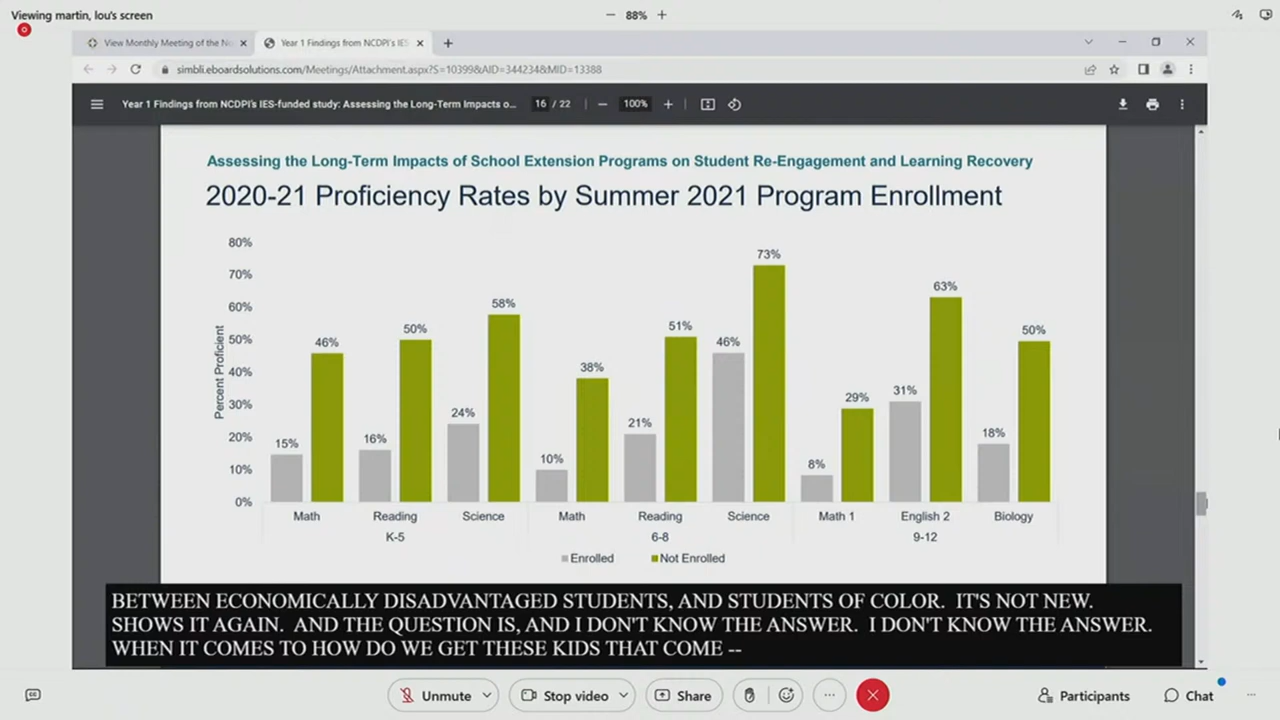 Viewing martin, lou's screen
88%
View Monthly Meeting of the No
Year 1 Findings from NCDPI's IES
simbli.eboardsolutions.com/Meetings/Attachment.aspx?S=10399&AID=344234&MID=13388
Year 1 Findings from NCDPI's IES-funded study: Assessing the Long-Term Impacts o...
16 / 22
100%
Assessing the Long-Term Impacts of School Extension Programs on Student Re-Engagement and Learning Recovery
2020-21 Proficiency Rates by Summer 2021 Program Enrollment
Percent Proficient
80%
70%
60%
50%
40%
30%
20%
10%
0%
15%
46%
16%
50%
24%
58%
10%
38%
21%
51%
46%
73%
8%
29%
31%
63%
18%
50%
Math Reading Science Math Reading Science Math 1 English 2 Biology
K-5 6-8 9-12
Enrolled Not Enrolled
BETWEEN ECONOMICALLY DISADVANTAGED STUDENTS, AND STUDENTS OF COLOR. IT'S NOT NEW.
SHOWS IT AGAIN. AND THE QUESTION IS, AND I DON'T KNOW THE ANSWER. I DON'T KNOW THE ANSWER.
WHEN IT COMES TO HOW DO WE GET THESE KIDS THAT COME --
Unmute Stop video Share Participants Chat